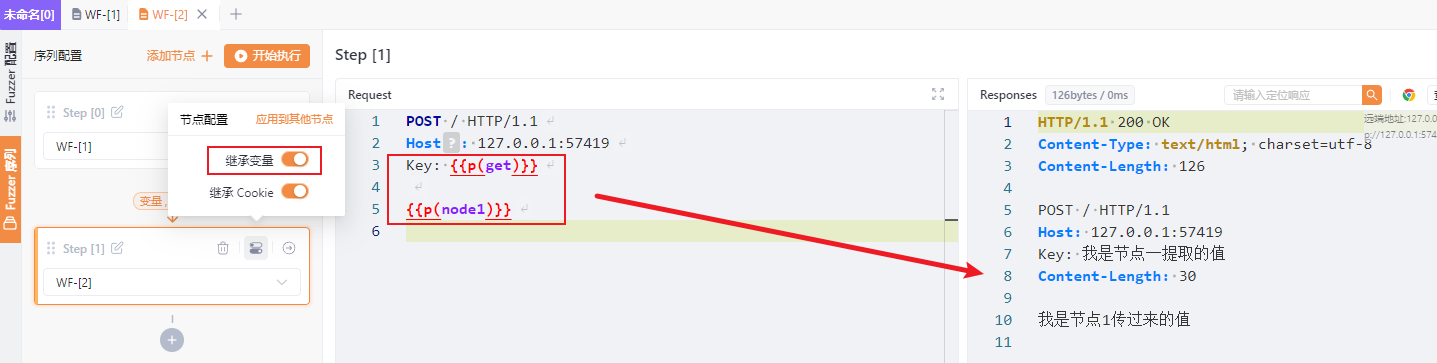 未命名[0] WF-[1] WF-[2]
Fuzzer 配置
Fuzzer 序列
序列配置 添加节点 开始执行
Step [0]
WF-[1]
节点配置 应用到其他节点
继承变量
继承 Cookie
变量
Step [1]
WF-[2]
Step [1]
Request
1 POST / HTTP/1.1
2 Host ? : 127.0.0.1:57419
3 Key: {{p(get)}}
4
5 {{p(node1)}}
6
Responses 126bytes / 0ms 请输入定位响应
远端地址:127.0.0
p://127.0.0.1:574
1 HTTP/1.1 200 OK
2 Content-Type: text/html; charset=utf-8
3 Content-Length: 126
4
5 POST / HTTP/1.1
6 Host: 127.0.0.1:57419
7 Key: 我是节点一提取的值
8 Content-Length: 30
9
10 我是节点1传过来的值
11